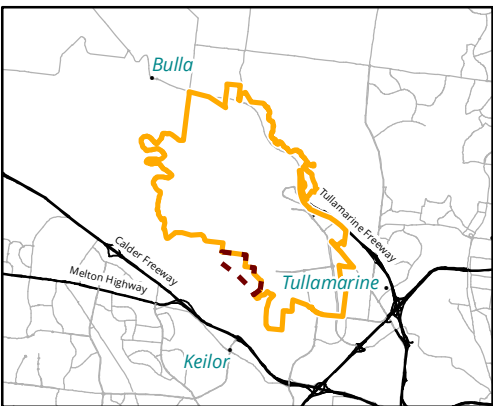 Bulla
Tullamarine Freeway
Calder Freeway
Melton Highway
Tullamarine
Keilor